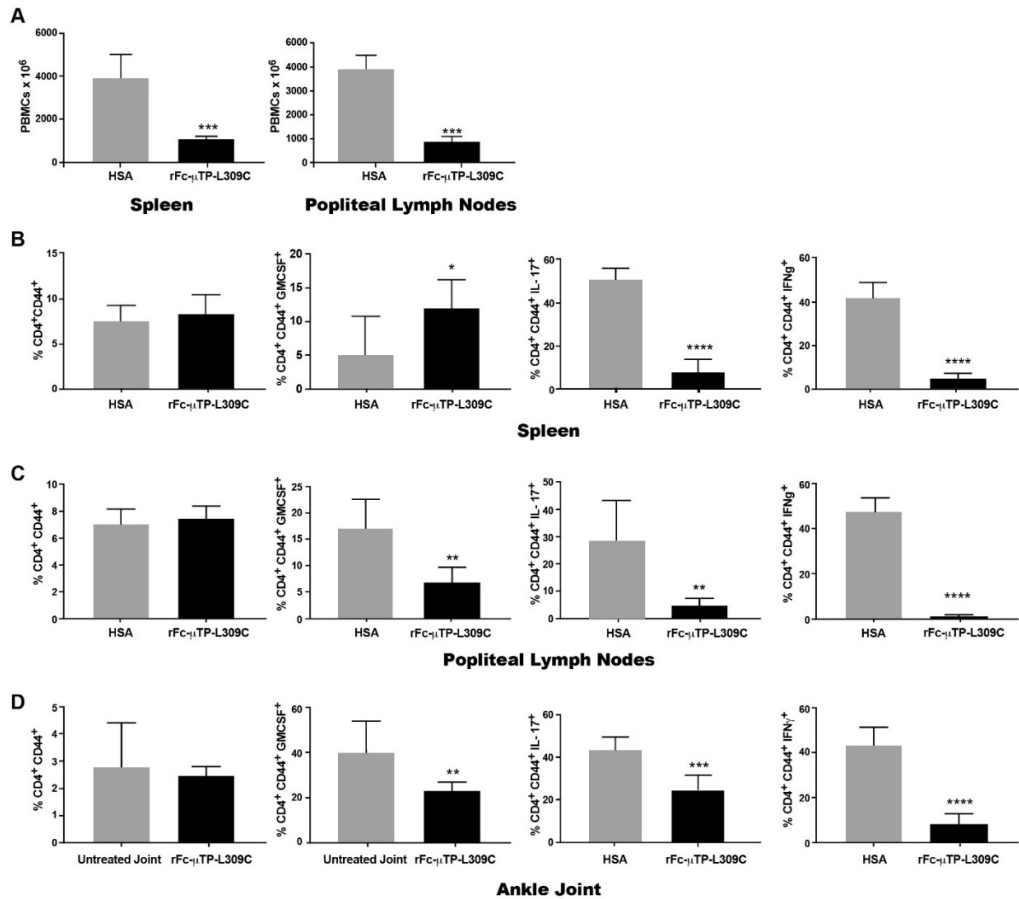 A
PBMCs x 10⁶
6000
4000
2000
0
***
HSA
rFc-μTP-L309C
Spleen
PBMCs x 10⁶
6000
5000
4000
3000
2000
1000
0
***
HSA
rFc-μTP-L309C
Popliteal Lymph Nodes
B
% CD4⁺CD44⁺
15
10
5
0
HSA
rFc-μTP-L309C
% CD4⁺ CD44⁺ GMCSF⁺
20
15
10
5
0
*
HSA
rFc-μTP-L309C
% CD4⁺ CD44⁺ IL- 17⁺
60
40
20
0
****
HSA
rFc-μTP-L309C
% CD4⁺ CD44⁺ IFNg⁺
60
40
20
0
****
HSA
rFc-μTP-L309C
Spleen
C
% CD4⁺ CD44⁺
10
8
6
4
2
0
HSA
rFc-μTP-L309C
% CD4⁺ CD44⁺ GMCSF⁺
25
20
15
10
5
0
**
HSA
rFc-μTP-L309C
% CD4⁺ CD44⁺ IL- 17⁺
50
40
30
20
10
0
**
HSA
rFc-μTP-L309C
% CD4⁺ CD44⁺ IFNg⁺
60
40
20
0
****
HSA
rFc-μTP-L309C
Popliteal Lymph Nodes
D
% CD4⁺ CD44⁺
5
4
3
2
1
0
Untreated Joint
rFc-μTP-L309C
% CD4⁺ CD44⁺ GMCSF⁺
60
40
20
0
**
Untreated Joint
rFc-μTP-L309C
% CD4⁺ CD44⁺ IL- 17⁺
60
40
20
0
***
HSA
rFc-μTP-L309C
% CD4⁺ CD44⁺ IFNγ⁺
60
40
20
0
****
HSA
rFc-μTP-L309C
Ankle Joint